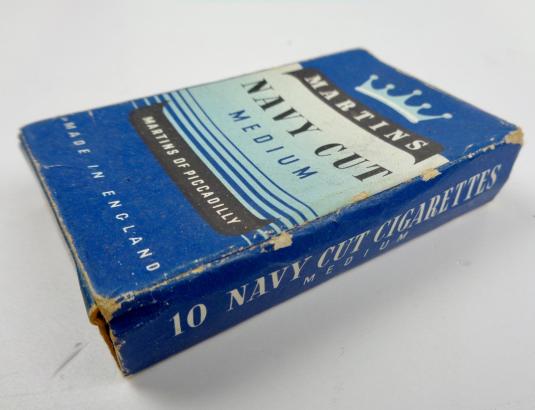 MARTINS
NAVY CUT
MEDIUM
MARTINS OF PICCADILLY
MADE IN ENGLAND
10 NAVY CUT CIGARETTES
MEDIUM